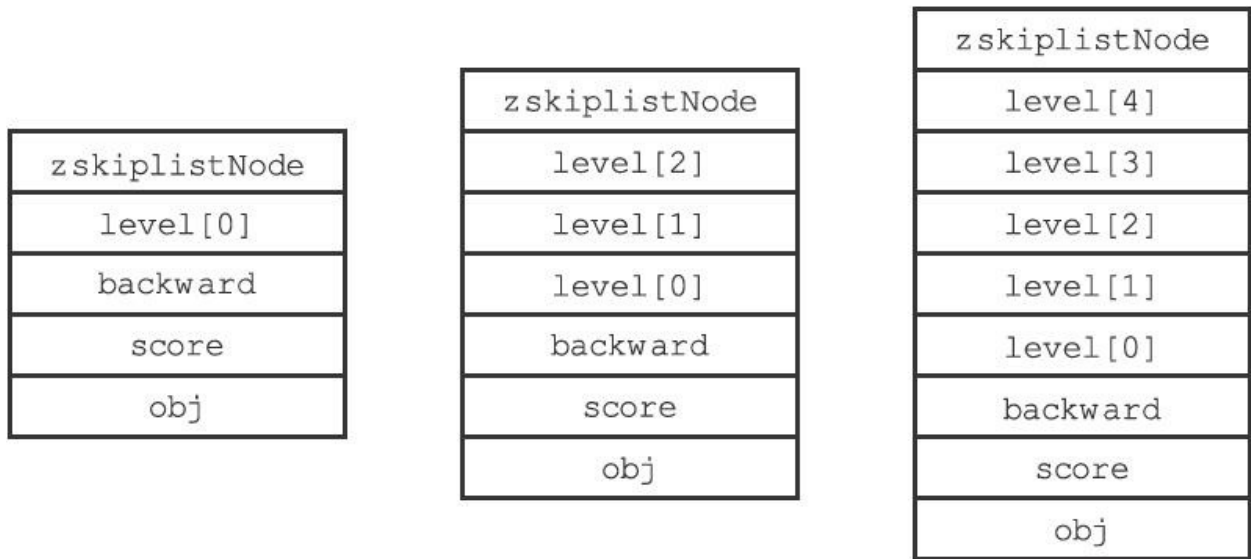 zskiplistNode
level[0]
backward
score
obj
zskiplistNode
level[2]
level[1]
level[0]
backward
score
obj
zskiplistNode
level[4]
level[3]
level[2]
level[1]
level[0]
backward
score
obj